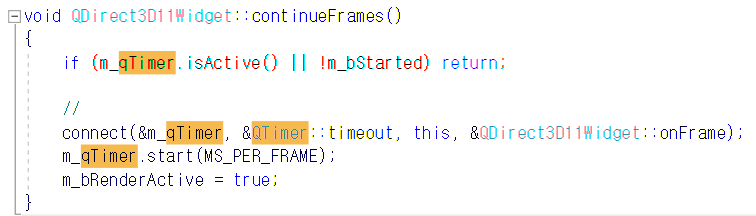 void QDirect3D11Widget::continueFrames()
{
if (m_qTimer.isActive() || !m_bStarted) return;
//
connect(&m_qTimer, &QTimer::timeout, this, &QDirect3D11Widget::onFrame);
m_qTimer.start(MS_PER_FRAME);
m_bRenderActive = true;
}